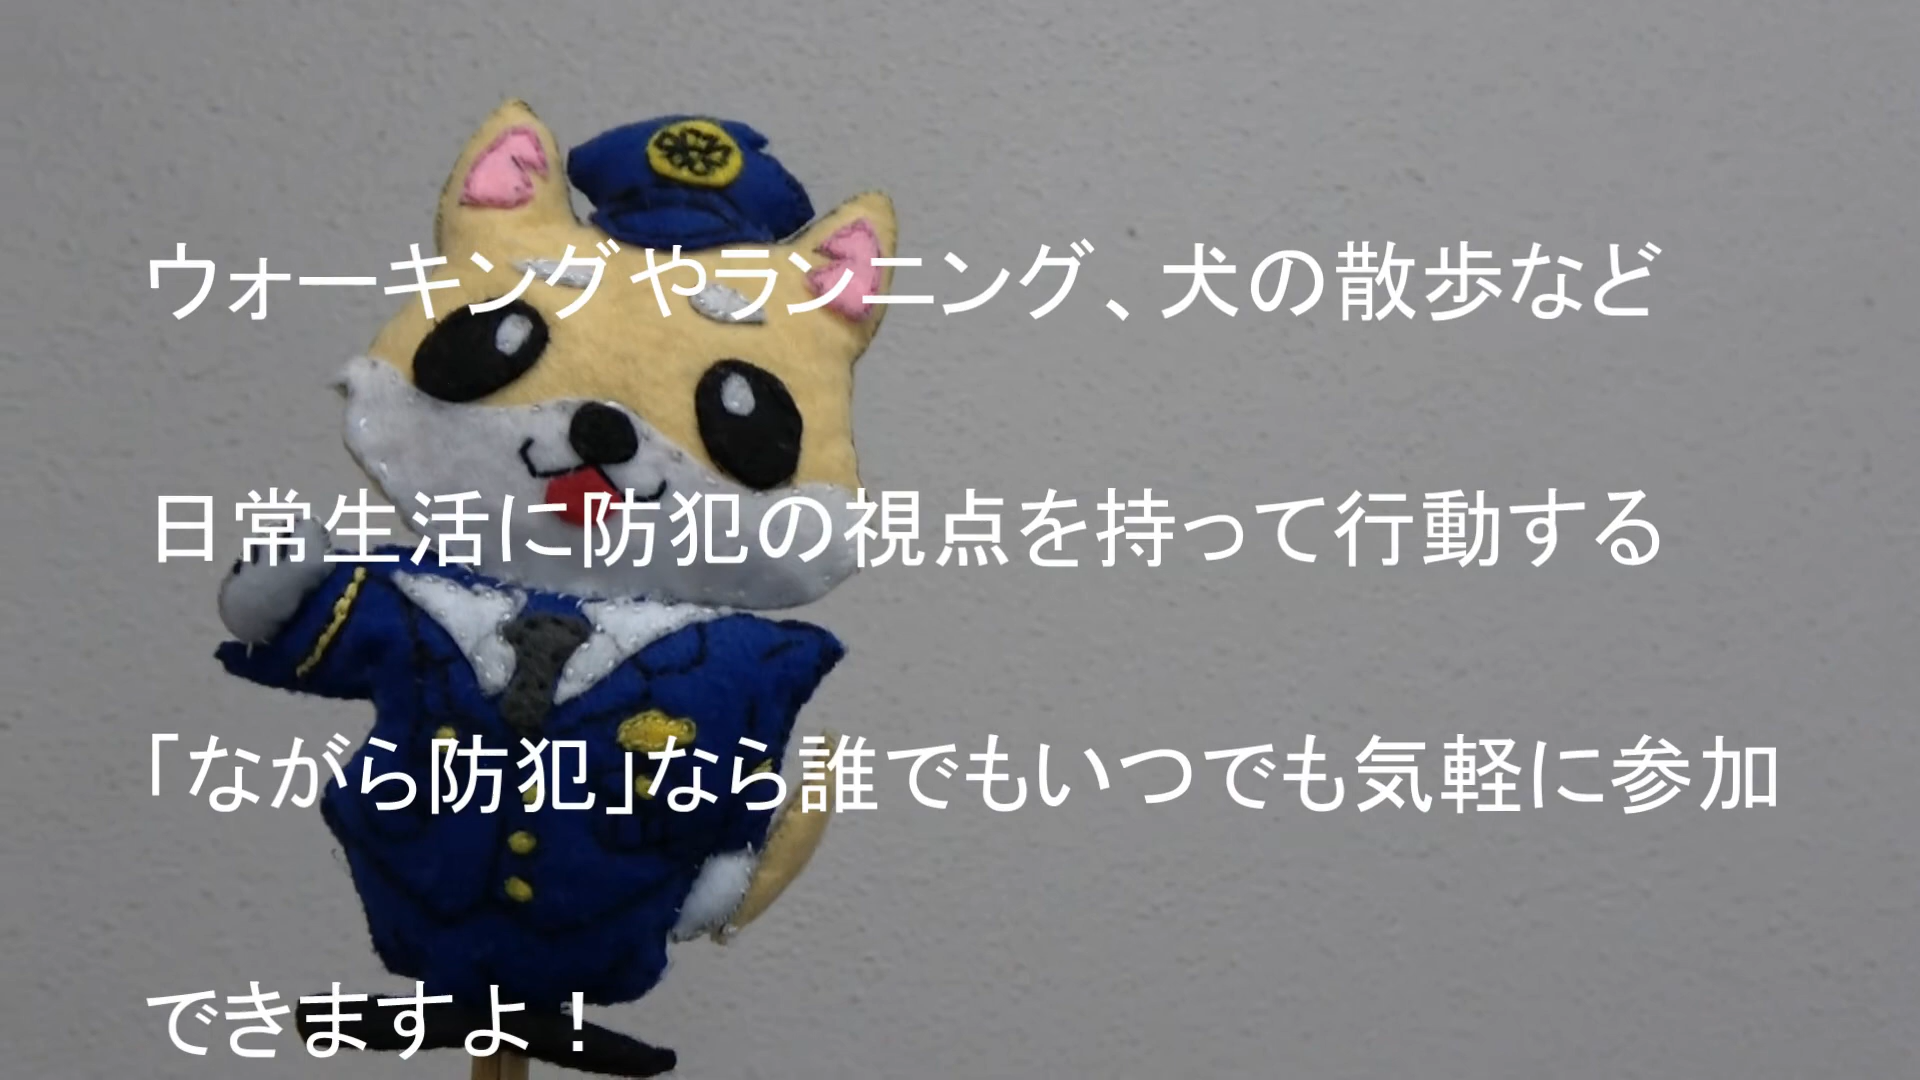 ウォーキングやランニング、犬の散歩など
日常生活に防犯の視点を持って行動する
「ながら防犯」なら誰でもいつでも気軽に参加
できますよ！